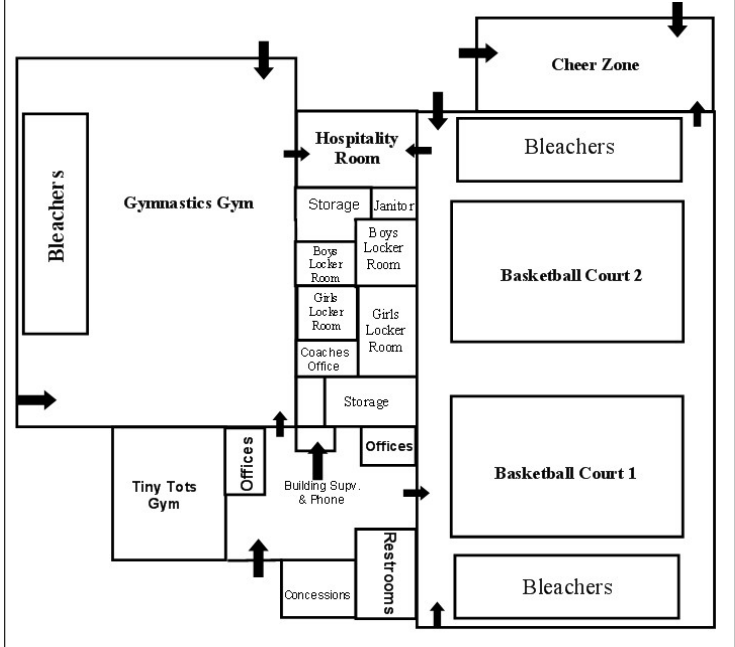 Cheer Zone
Hospitality
Room
Bleachers
Bleachers
Gymnastics Gym
Storage
Janitor
Boys
Locker
Room
Boys
Locker
Room
Basketball Court 2
Girls
Locker
Room
Girls
Locker
Room
Coaches
Office
Storage
Offices
Offices
Tiny Tots
Gym
Building Supv.
& Phone
Basketball Court 1
Restrooms
Concessions
Bleachers